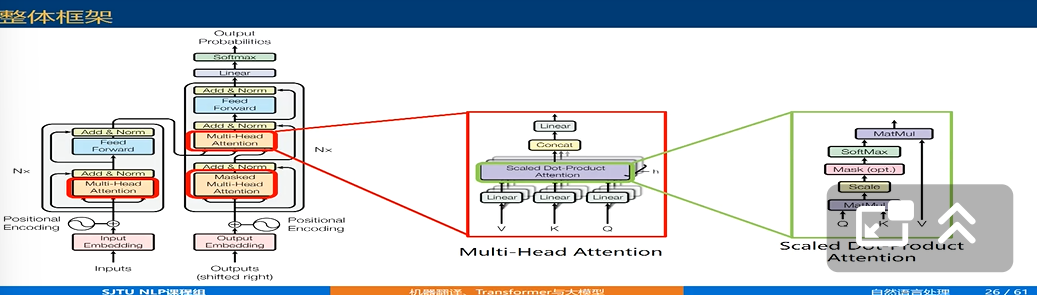 整体框架
Output
Probabilities
Softmax
Linear
Add & Norm
Feed
Forward
Add & Norm
Multi-Head
Attention
Add & Norm
Masked
Multi-Head
Attention
Nx
Add & Norm
Feed
Forward
Add & Norm
Multi-Head
Attention
Nx
Positional
Encoding
Positional
Encoding
Input
Embedding
Output
Embedding
Inputs
Outputs
(shifted right)
Linear
Concat
Scaled Dot-Product
Attention
h
Linear
Linear
Linear
V
K
Q
Multi-Head Attention
MatMul
SoftMax
Mask (opt.)
Scale
MatMul
Q
K
V
Scaled Dot-Product
Attention
SJTU NLP课程组
机器翻译、Transformer与大模型
自然语言处理
26 / 61